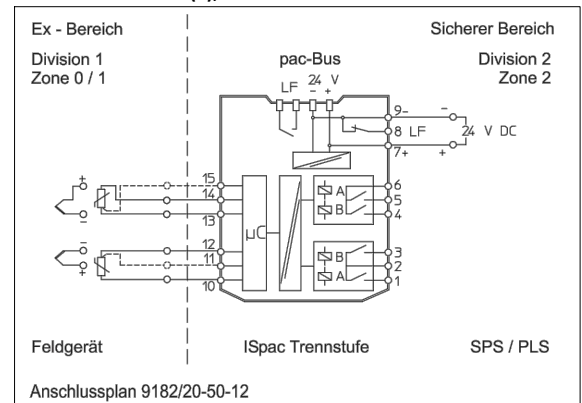 Ex - Bereich
Sicherer Bereich
Division 1
Zone 0 / 1
pac-Bus
Division 2
Zone 2
LF
24 V
- +
9-
-
8 LF
24 V DC
7+
+
+
15
14
-
13
6
A
5
B
4
µC
-
12
11
+
10
3
B
2
A
1
Feldgerät
ISpac Trennstufe
SPS / PLS
Anschlussplan 9182/20-50-12